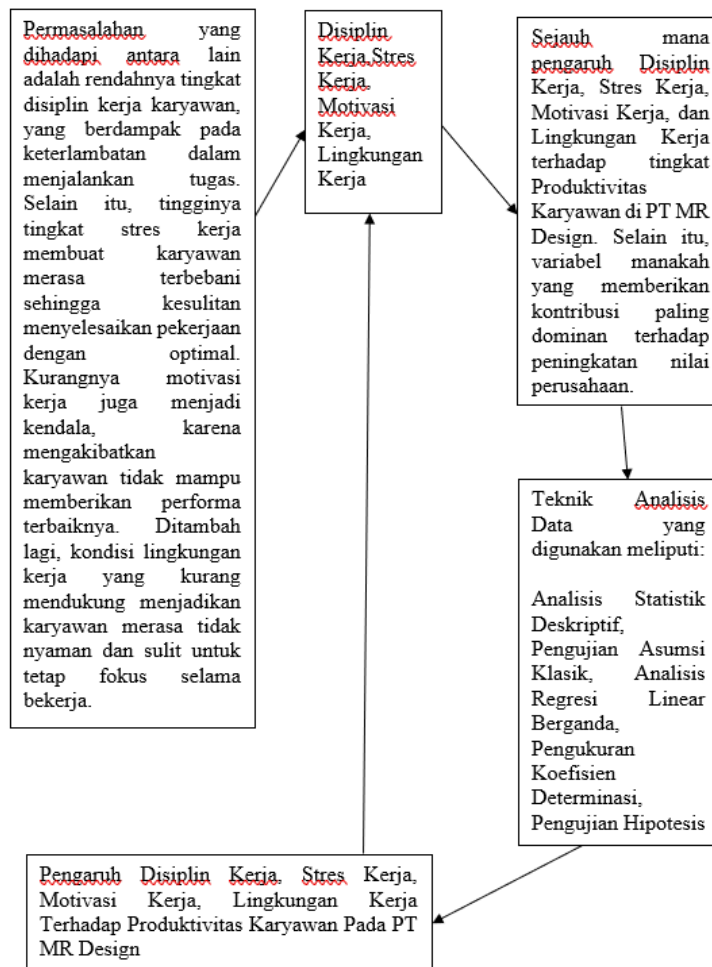 Permasalahan yang
dihadapi antara lain
adalah rendahnya tingkat
disiplin kerja karyawan,
yang berdampak pada
keterlambatan dalam
menjalankan tugas.
Selain itu, tingginya
tingkat stres kerja
membuat karyawan
merasa terbebani
sehingga kesulitan
menyelesaikan pekerjaan
dengan optimal.
Kurangnya motivasi
kerja juga menjadi
kendala, karena
mengakibatkan
karyawan tidak mampu
memberikan performa
terbaiknya. Ditambah
lagi, kondisi lingkungan
kerja yang kurang
mendukung menjadikan
karyawan merasa tidak
nyaman dan sulit untuk
tetap fokus selama
bekerja.
Disiplin
Kerja,Stres
Kerja,
Motivasi
Kerja,
Lingkungan
Kerja
Sejauh mana
pengaruh Disiplin
Kerja, Stres Kerja,
Motivasi Kerja, dan
Lingkungan Kerja
terhadap tingkat
Produktivitas
Karyawan di PT MR
Design. Selain itu,
variabel manakah
yang memberikan
kontribusi paling
dominan terhadap
peningkatan nilai
perusahaan.
Teknik Analisis
Data yang
digunakan meliputi:
Analisis Statistik
Deskriptif,
Pengujian Asumsi
Klasik, Analisis
Regresi Linear
Berganda,
Pengukuran
Koefisien
Determinasi,
Pengujian Hipotesis
Pengaruh Disiplin Kerja, Stres Kerja,
Motivasi Kerja, Lingkungan Kerja
Terhadap Produktivitas Karyawan Pada PT
MR Design